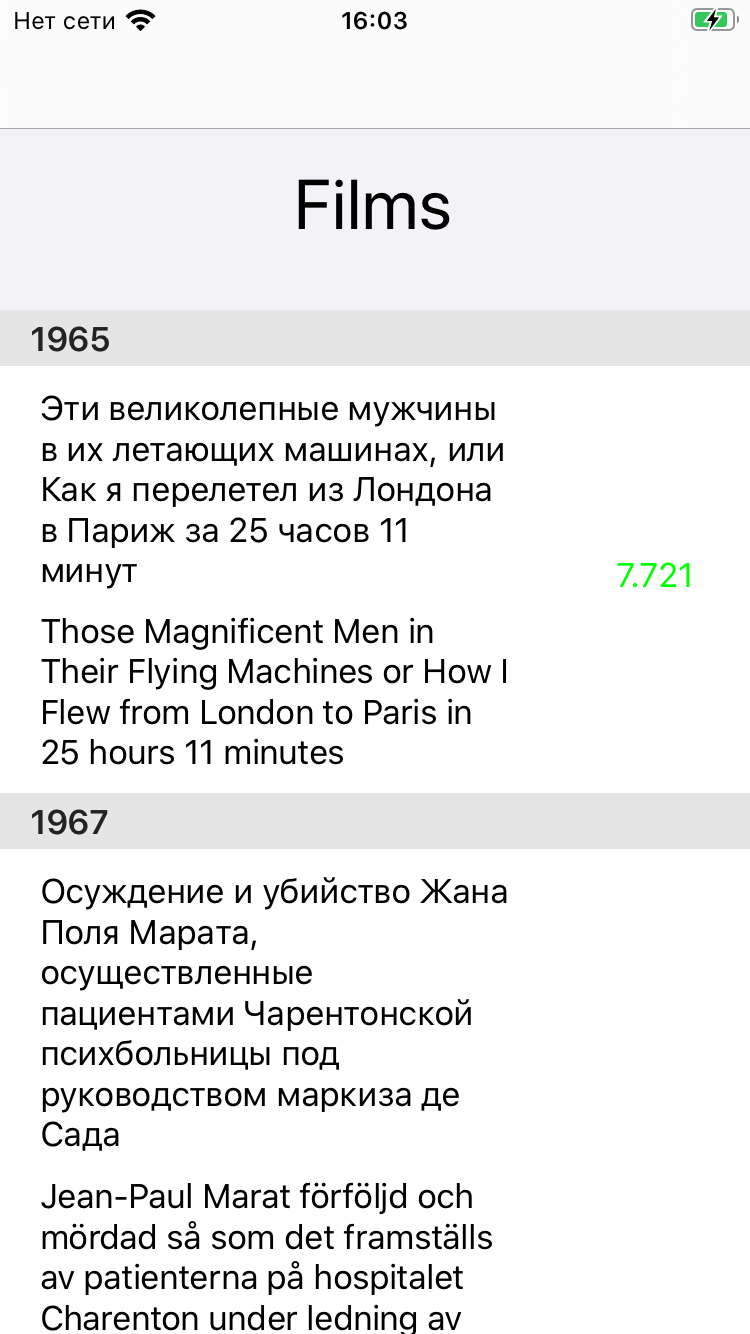 Нет сети
16:03
Films
1965
Эти великолепные мужчины
в их летающих машинах, или
Как я перелетел из Лондона
в Париж за 25 часов 11
минут
7.721
Those Magnificent Men in
Their Flying Machines or How I
Flew from London to Paris in
25 hours 11 minutes
1967
Осуждение и убийство Жана
Поля Марата,
осуществленные
пациентами Чарентонской
психбольницы под
руководством маркиза де
Сада
Jean-Paul Marat förföljd och
mördad så som det framställs
av patienterna på hospitalet
Charenton under ledning av